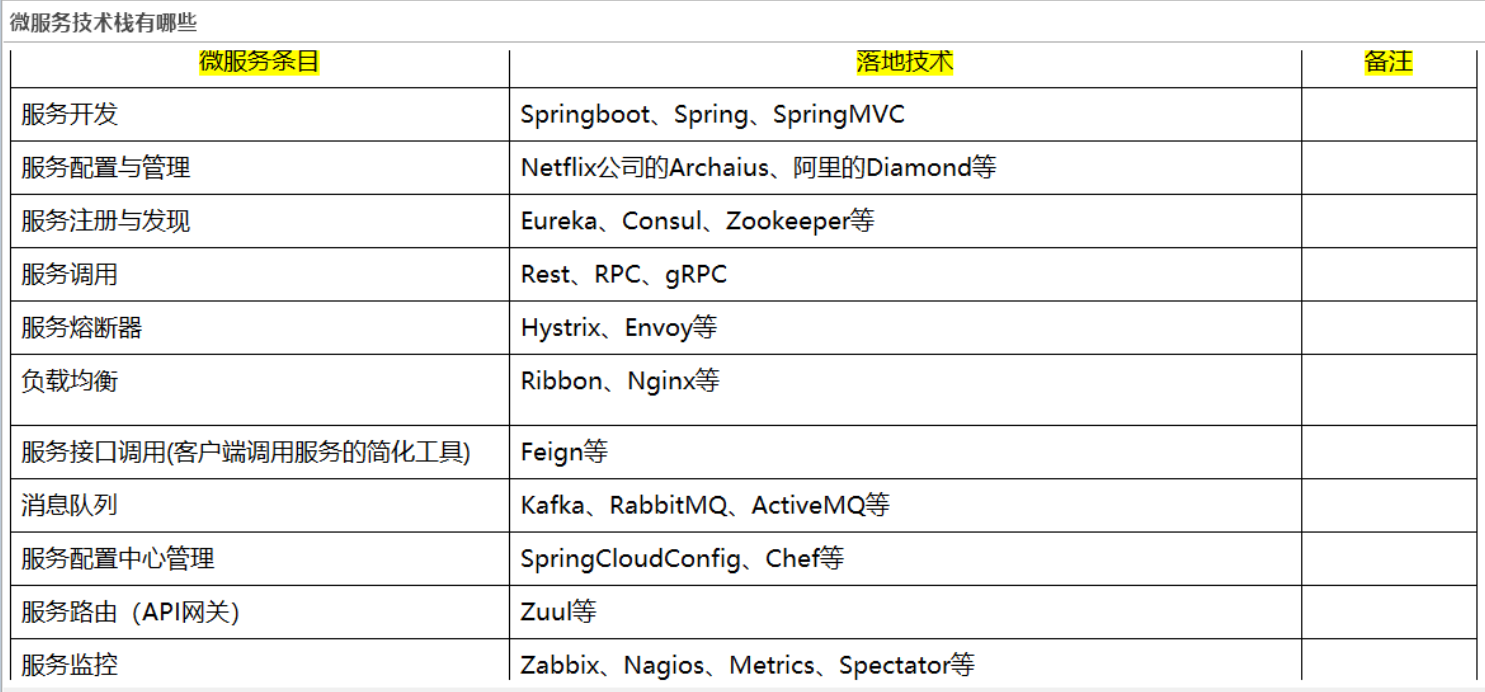 微服务技术栈有哪些
微服务条目 落地技术 备注
服务开发 Springboot、Spring、SpringMVC
服务配置与管理 Netflix公司的Archaius、阿里的Diamond等
服务注册与发现 Eureka、Consul、Zookeeper等
服务调用 Rest、RPC、gRPC
服务熔断器 Hystrix、Envoy等
负载均衡 Ribbon、Nginx等
服务接口调用(客户端调用服务的简化工具) Feign等
消息队列 Kafka、RabbitMQ、ActiveMQ等
服务配置中心管理 SpringCloudConfig、Chef等
服务路由（API网关） Zuul等
服务监控 Zabbix、Nagios、Metrics、Spectator等